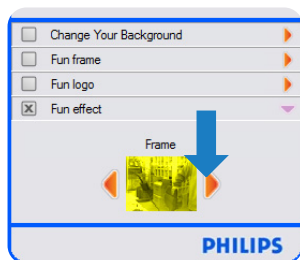 Change Your Background
Fun frame
Fun logo
Fun effect
Frame
PHILIPS